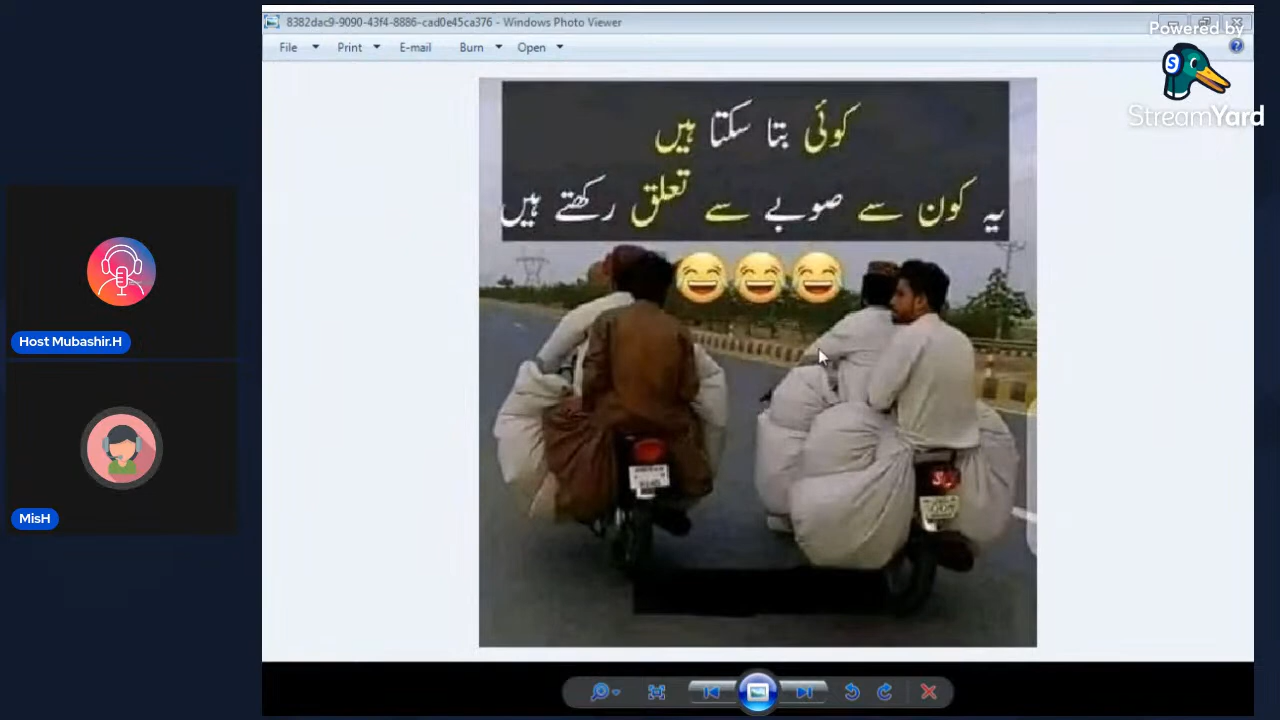 8382dac9-9090-43f4-8886-cad0e45ca376 - Windows Photo Viewer
File Print E-mail Burn Open
Powered by
StreamYard
کوئی بتا سکتا ہیں
یہ کون سے صوبے سے تعلق رکھتے ہیں
Host Mubashir.H
MisH